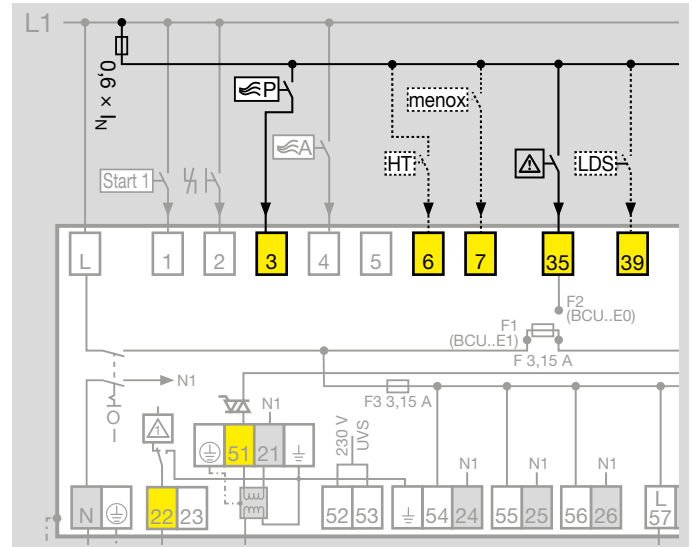 L1
0,6 × I_N
P
A
menox
HT
LDS
Start 1
L 1 2 3 4 5 6 7 35 39
F2
(BCU..E0)
F1
(BCU..E1)
F 3,15 A
N1
F3 3,15 A
O
I
1
N1
230 V
UVS
51 21
N1 N1 N1
N 22 23 52 53 54 24 55 25 56 26 L
57